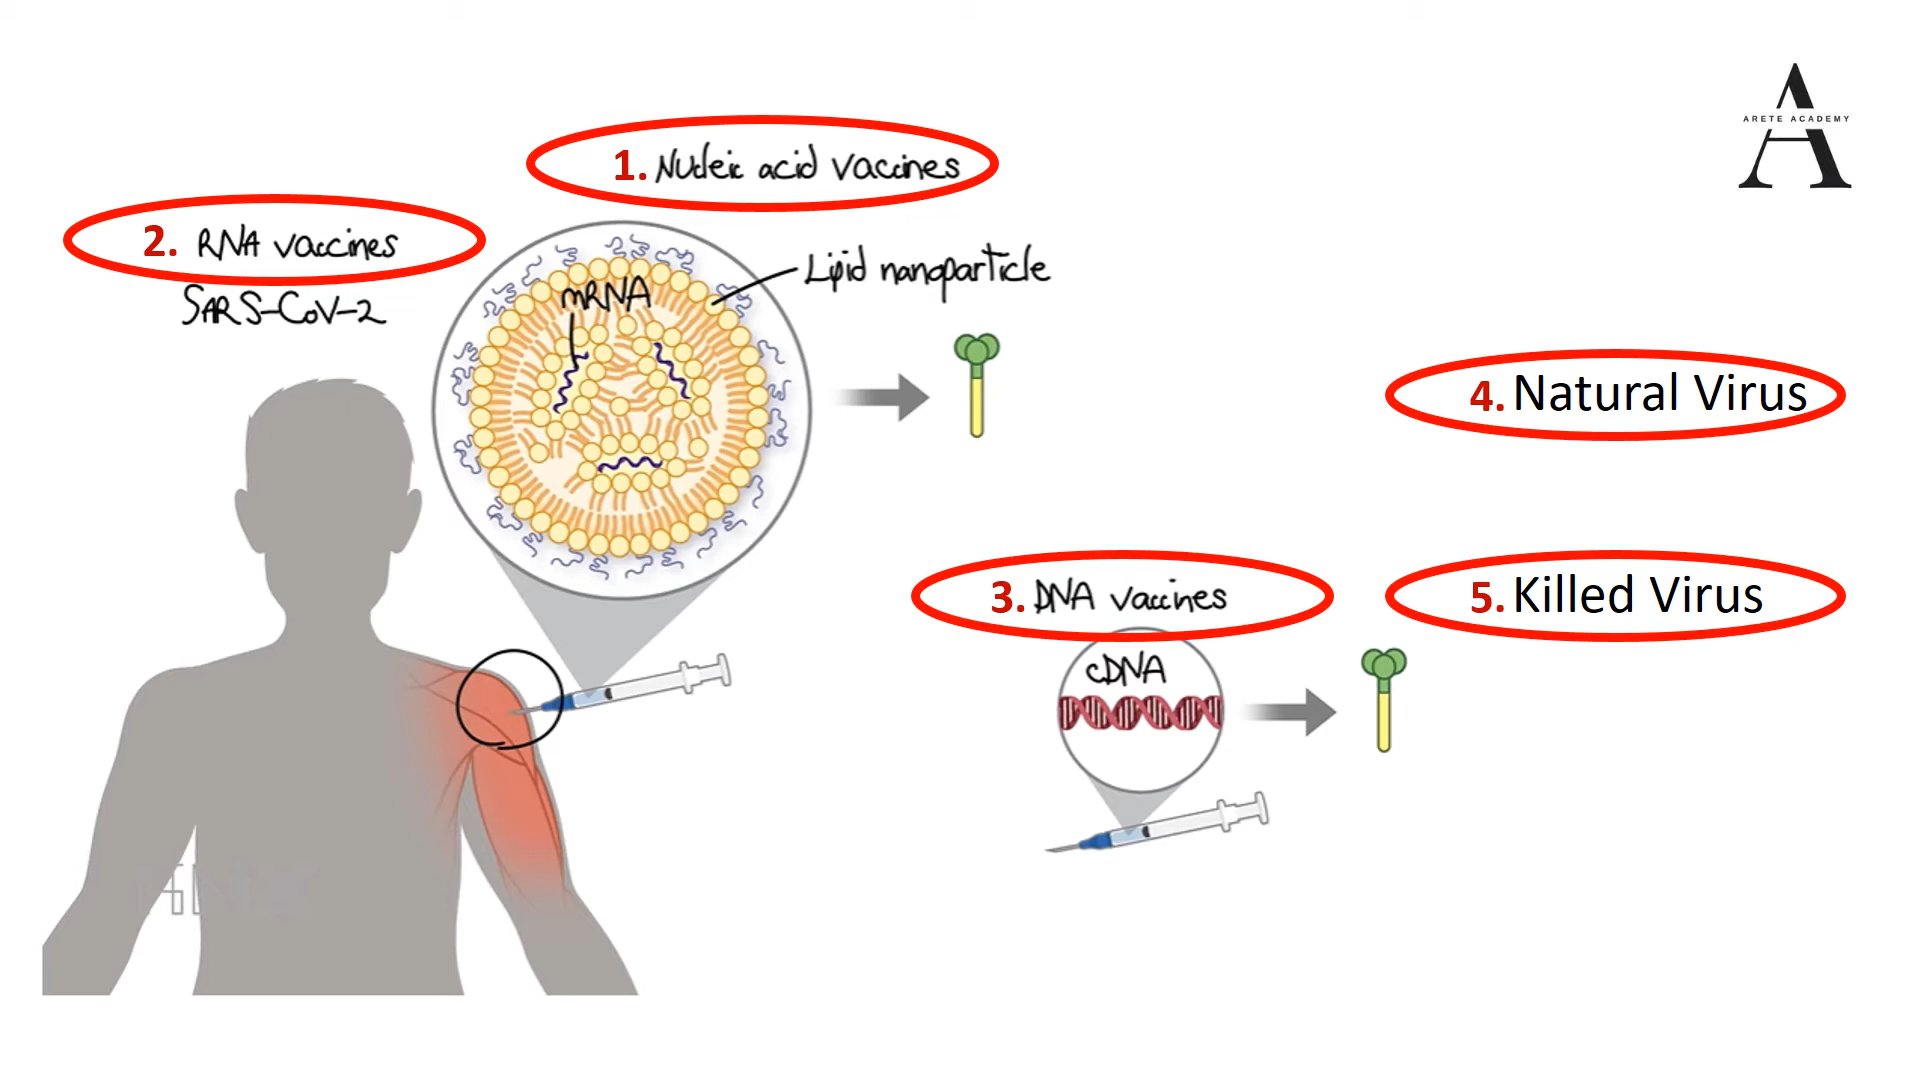 ARETE ACADEMY
1. Nucleic acid vaccines
2. RNA vaccines
SARS-CoV-2
mRNA
Lipid nanoparticle
4. Natural Virus
3. DNA vaccines
5. Killed Virus
cDNA